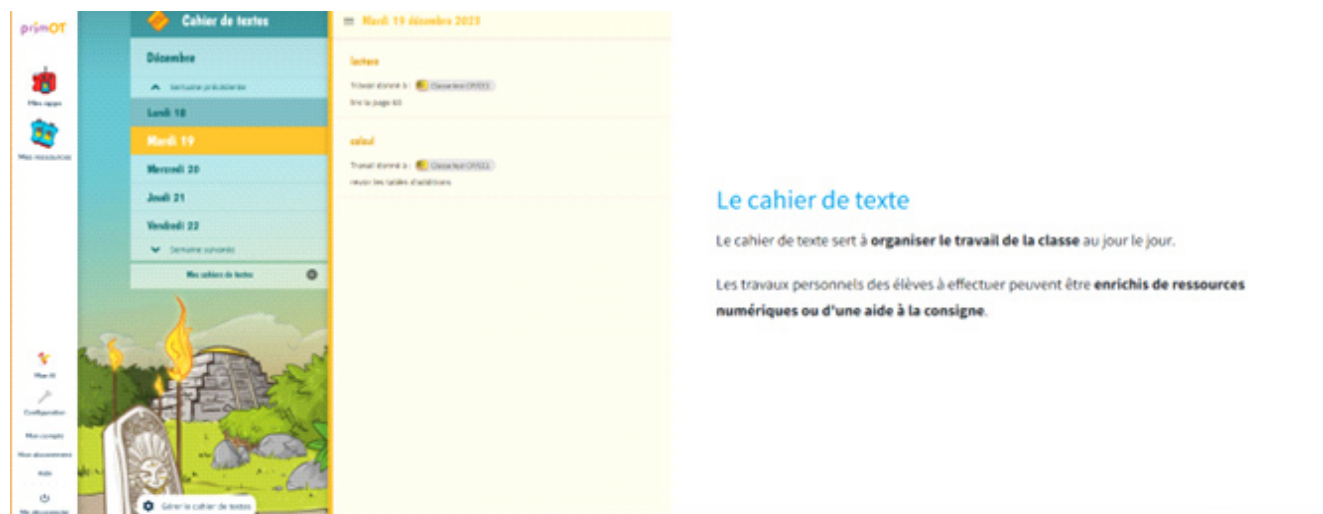 primOT
Mes apps
Mes ressources
Mon compte
Mon abonnement
Aide
Cahier de textes
Décembre
Semaine précédente
Lundi 18
Mardi 19
Mercredi 20
Jeudi 21
Vendredi 22
Semaine suivante
Mes cahiers de textes
Gérer le cahier de textes
Mardi 19 décembre 2023
lecture
Travail donné à :
lire la page 60
calcul
Travail donné à :
revoir les tables d'additions
Le cahier de texte
Le cahier de texte sert à organiser le travail de la classe au jour le jour.
Les travaux personnels des élèves à effectuer peuvent être enrichis de ressources
numériques ou d'une aide à la consigne.